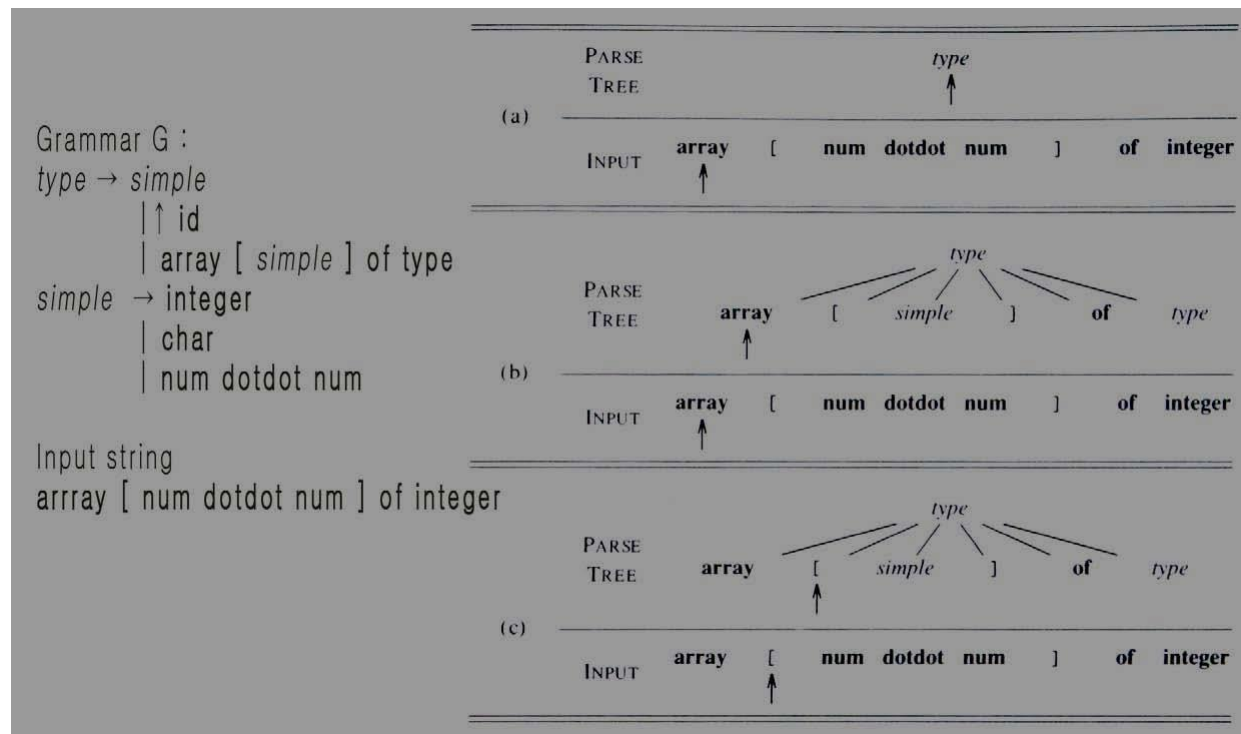 Grammar G :
type → simple
|↑ id
| array [ simple ] of type
simple → integer
| char
| num dotdot num
Input string
arrray [ num dotdot num ] of integer
PARSE
TREE
type
(a)
INPUT array [ num dotdot num ] of integer
type
PARSE
TREE
array [ simple ] of type
(b)
INPUT array [ num dotdot num ] of integer
type
PARSE
TREE
array [ simple ] of type
(c)
INPUT array [ num dotdot num ] of integer